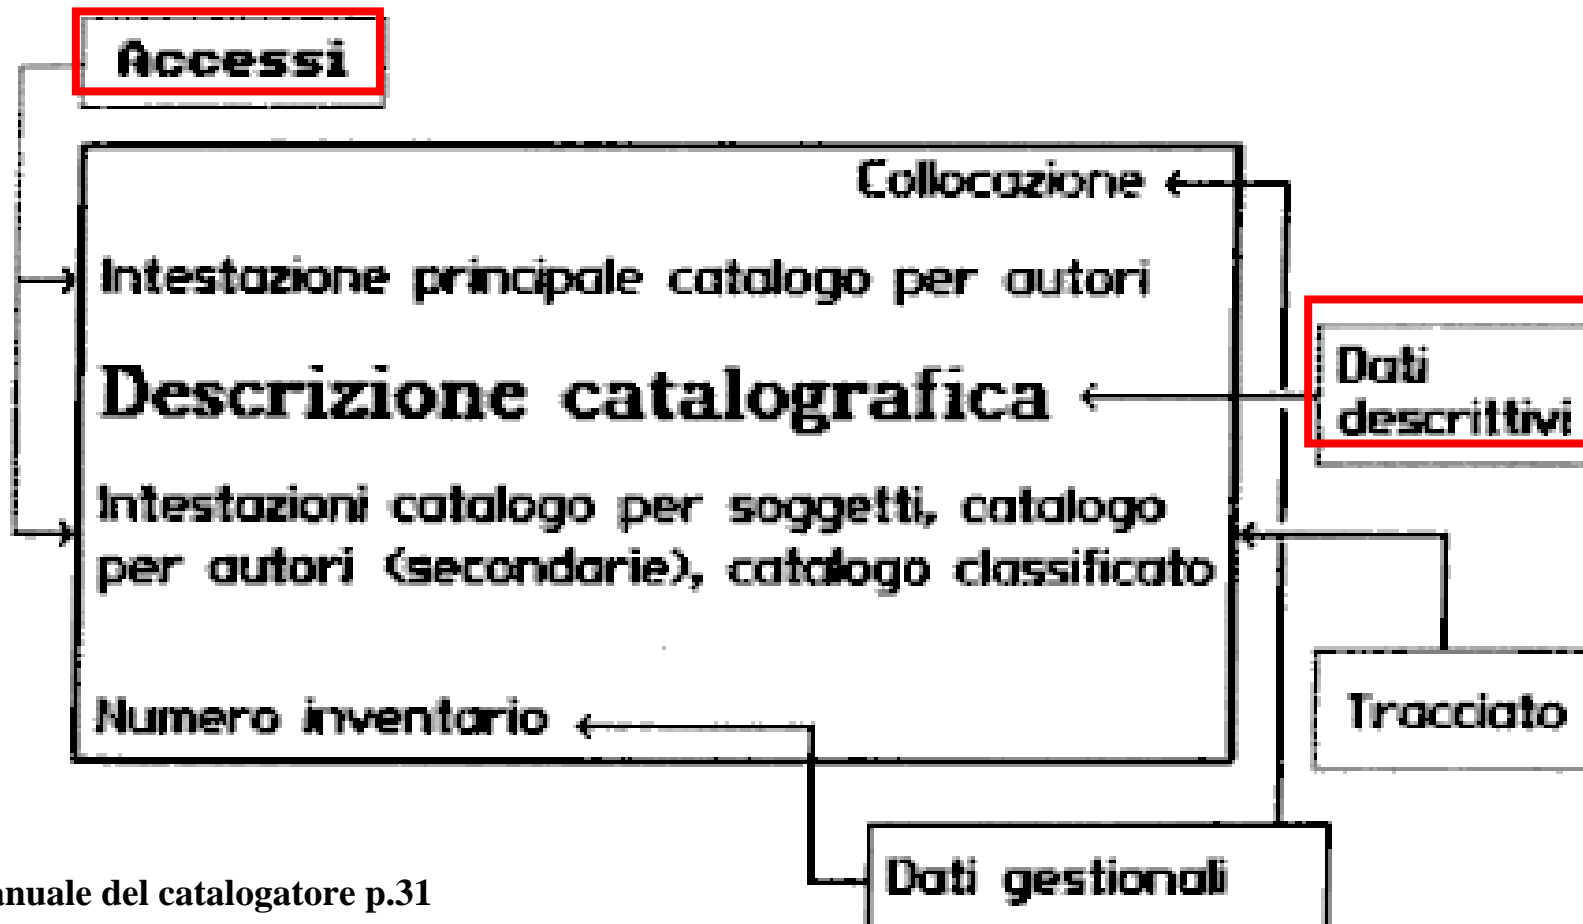 Accessi
Collocazione
Intestazione principale catalogo per autori
Descrizione catalografica
Dati
descrittivi
Intestazioni catalogo per soggetti, catalogo
per autori (secondarie), catalogo classificato
Tracciato
Numero inventario
Dati gestionali
anuale del catalogatore p.31